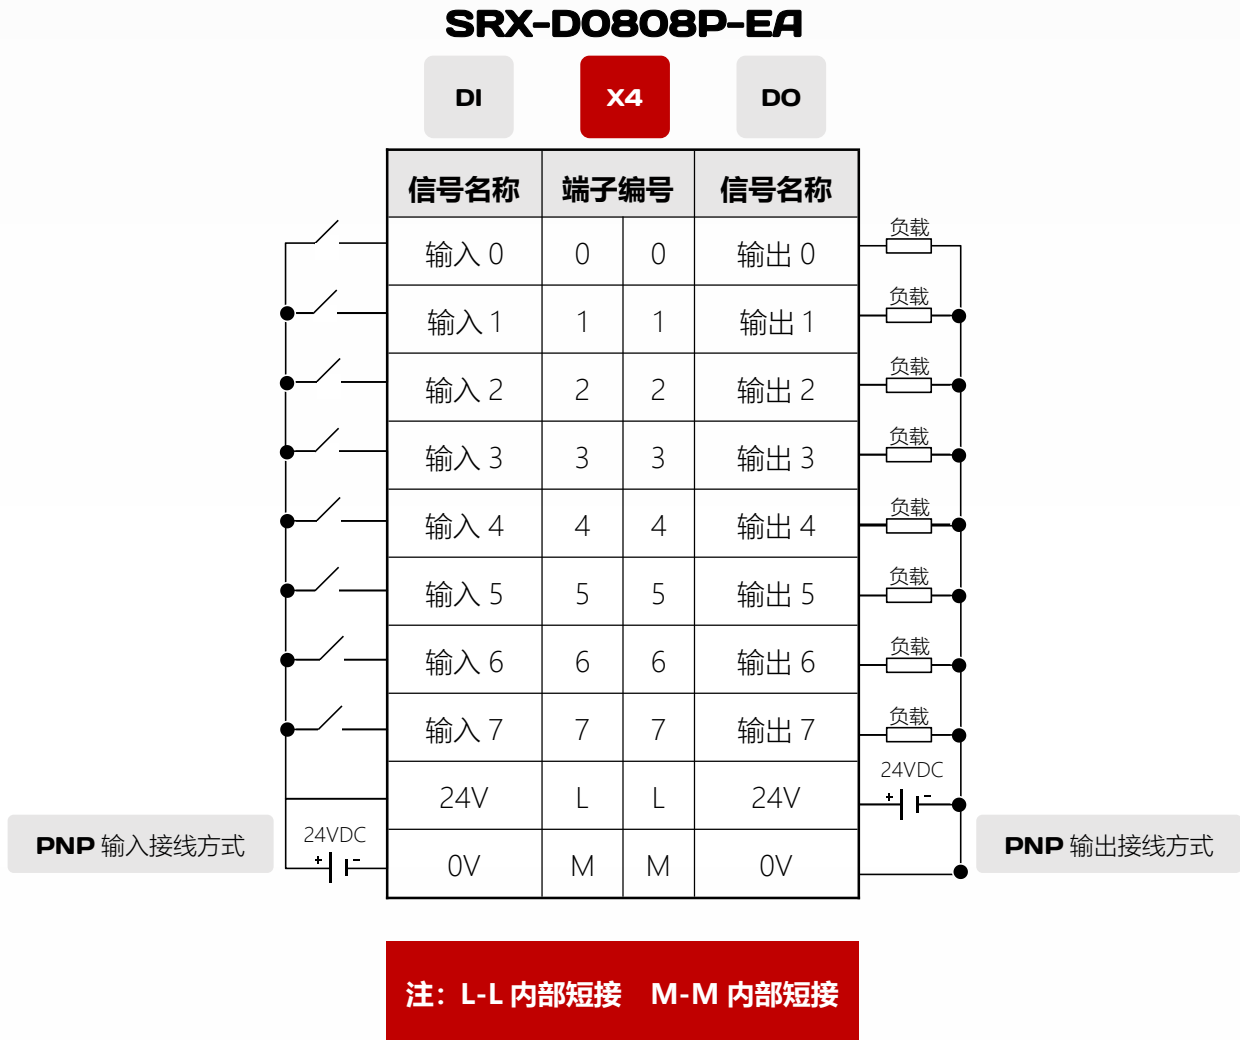 SRX-D0808P-EA
DI X4 DO
信号名称 端子编号 信号名称
输入 0 0 0 输出 0 负载
输入 1 1 1 输出 1 负载
输入 2 2 2 输出 2 负载
输入 3 3 3 输出 3 负载
输入 4 4 4 输出 4 负载
输入 5 5 5 输出 5 负载
输入 6 6 6 输出 6 负载
输入 7 7 7 输出 7 负载
24V L L 24V 24VDC + -
24VDC + - 0V M M 0V
PNP 输入接线方式
PNP 输出接线方式
注：L-L 内部短接 M-M 内部短接